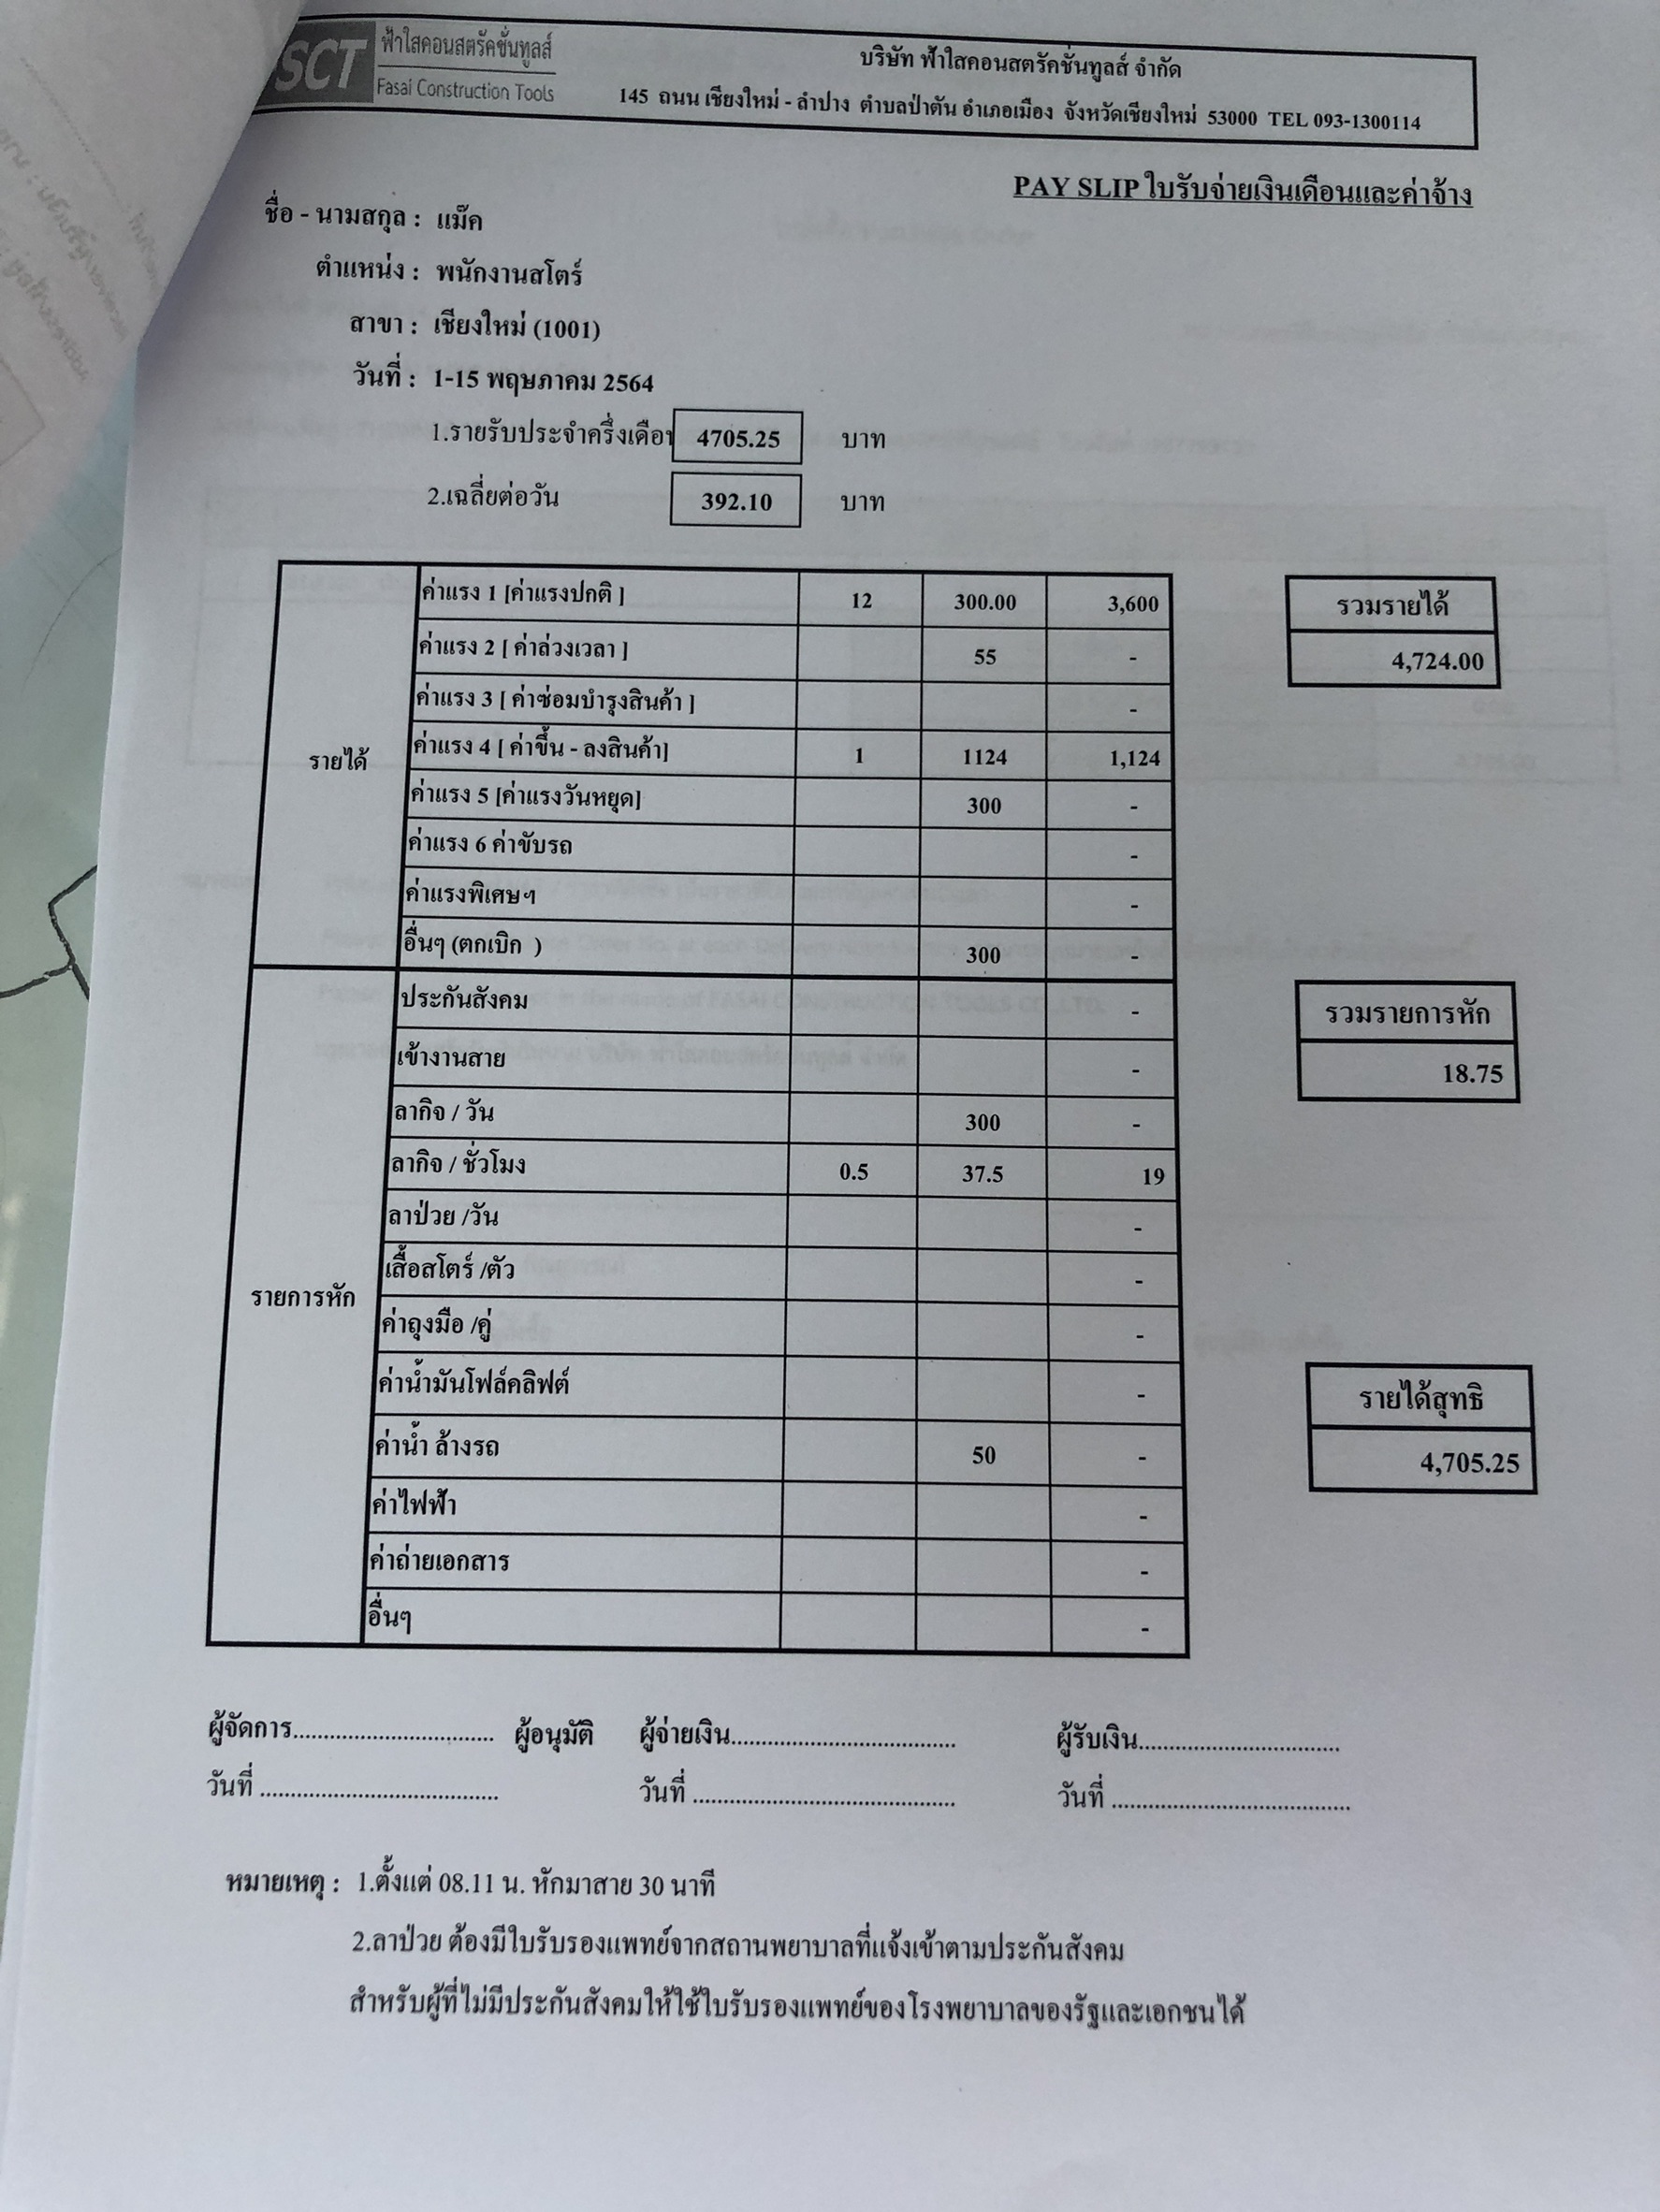 SCT
ฟ้าใสคอนสตรัคชั่นทูลส์
Fasai Construction Tools
บริษัท ฟ้าใสคอนสตรัคชั่นทูลส์ จำกัด
145 ถนน เชียงใหม่ - ลำปาง ตำบลป่าตัน อำเภอเมือง จังหวัดเชียงใหม่ 53000 TEL 093-1300114
PAY SLIP ใบรับจ่ายเงินเดือนและค่าจ้าง
ชื่อ - นามสกุล : แม๊ค
ตำแหน่ง : พนักงานสโตร์
สาขา : เชียงใหม่ (1001)
วันที่ : 1-15 พฤษภาคม 2564
1.รายรับประจำครึ่งเดือน 4705.25 บาท
2.เฉลี่ยต่อวัน 392.10 บาท
รายได้
ค่าแรง 1 [ค่าแรงปกติ ] 12 300.00 3,600
ค่าแรง 2 [ ค่าล่วงเวลา ] 55 -
ค่าแรง 3 [ ค่าซ่อมบำรุงสินค้า ] -
ค่าแรง 4 [ ค่าขึ้น - ลงสินค้า] 1 1124 1,124
ค่าแรง 5 [ค่าแรงวันหยุด] 300 -
ค่าแรง 6 ค่าขับรถ -
ค่าแรงพิเศษฯ -
อื่นๆ (ตกเบิก ) 300 -
รวมรายได้
4,724.00
รายการหัก
ประกันสังคม -
เข้างานสาย -
ลากิจ / วัน 300 -
ลากิจ / ชั่วโมง 0.5 37.5 19
ลาป่วย /วัน -
เสื้อสโตร์ /ตัว -
ค่าถุงมือ /คู่ -
ค่าน้ำมันโฟล์คลิฟต์ -
ค่าน้ำ ล้างรถ 50 -
ค่าไฟฟ้า -
ค่าถ่ายเอกสาร -
อื่นๆ -
รวมรายการหัก
18.75
รายได้สุทธิ
4,705.25
ผู้จัดการ................................. ผู้อนุมัติ ผู้จ่ายเงิน...................................... ผู้รับเงิน.................................
วันที่ ........................................ วันที่ ............................................ วันที่ ........................................
หมายเหตุ : 1.ตั้งแต่ 08.11 น. หักมาสาย 30 นาที
2.ลาป่วย ต้องมีใบรับรองแพทย์จากสถานพยาบาลที่แจ้งเข้าตามประกันสังคม
สำหรับผู้ที่ไม่มีประกันสังคมให้ใช้ใบรับรองแพทย์ของโรงพยาบาลของรัฐและเอกชนได้